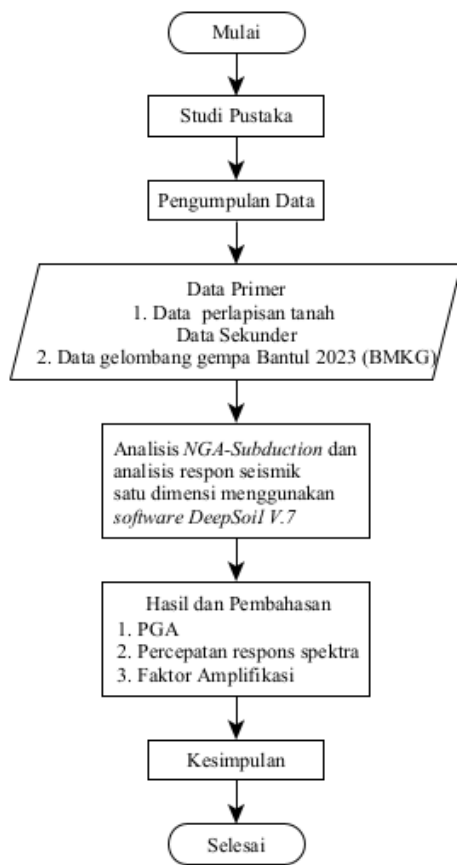 Mulai
Studi Pustaka
Pengumpulan Data
Data Primer
1. Data perlapisan tanah
Data Sekunder
2. Data gelombang gempa Bantul 2023 (BMKG)
Analisis NGA-Subduction dan
analisis respon seismik
satu dimensi menggunakan
software DeepSoil V.7
Hasil dan Pembahasan
1. PGA
2. Percepatan respons spektra
3. Faktor Amplifikasi
Kesimpulan
Selesai